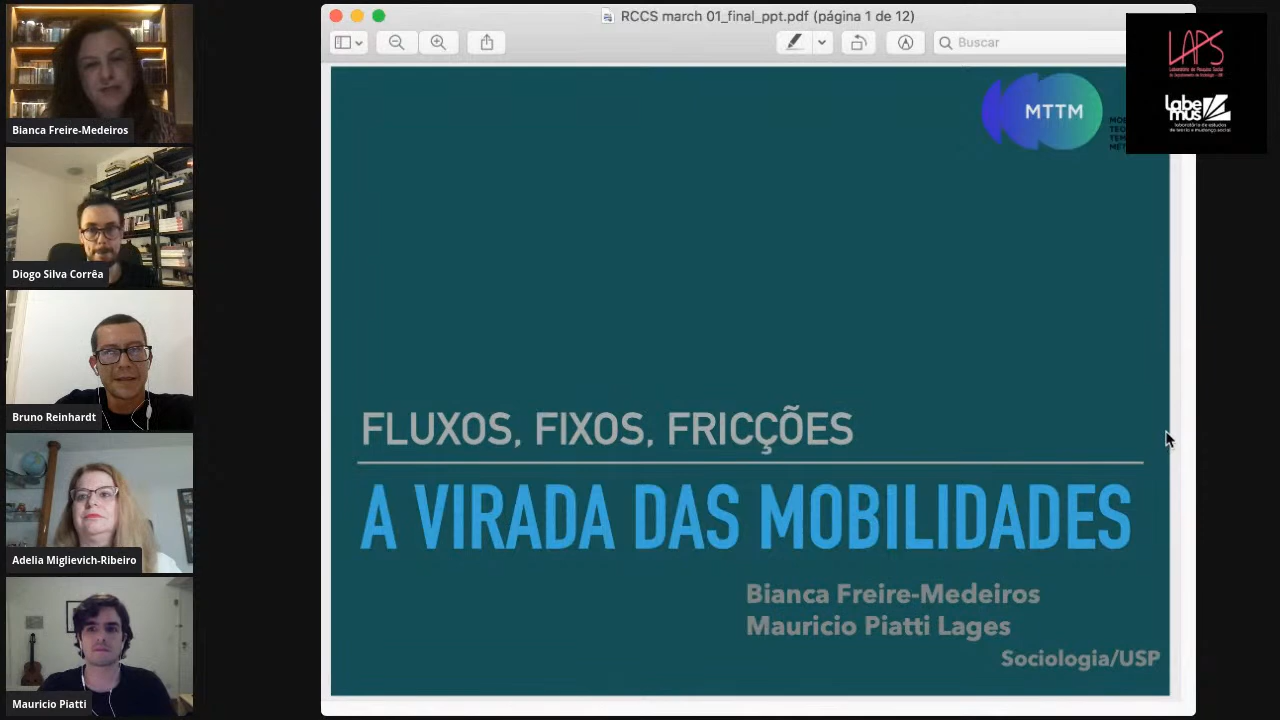 RCCS march 01_final_ppt.pdf (página 1 de 12)
Buscar
LAPS
labe
mus
MTTM
FLUXOS, FIXOS, FRICÇÕES
A VIRADA DAS MOBILIDADES
Bianca Freire-Medeiros
Mauricio Piatti Lages
Sociologia/USP
Bianca Freire-Medeiros
Diogo Silva Corrêa
Bruno Reinhardt
Adelia Miglievich-Ribeiro
Mauricio Piatti